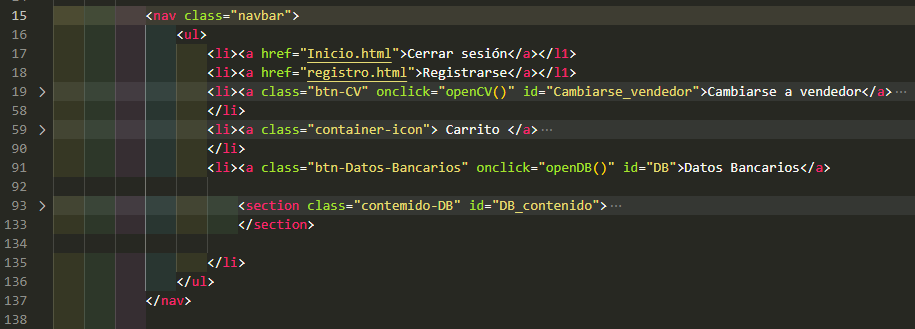 15 <nav class="navbar">
16 <ul>
17 <li><a href="Inicio.html">Cerrar sesión</a></l1>
18 <li><a href="registro.html">Registrarse</a></l1>
19 <li><a class="btn-CV" onclick="openCV()" id="Cambiarse_vendedor">Cambiarse a vendedor</a>···
58 </li>
59 <li><a class="container-icon"> Carrito </a>···
90 </li>
91 <li><a class="btn-Datos-Bancarios" onclick="openDB()" id="DB">Datos Bancarios</a>
92
93 <section class="contemido-DB" id="DB_contenido">···
133 </section>
134
135 </li>
136 </ul>
137 </nav>
138